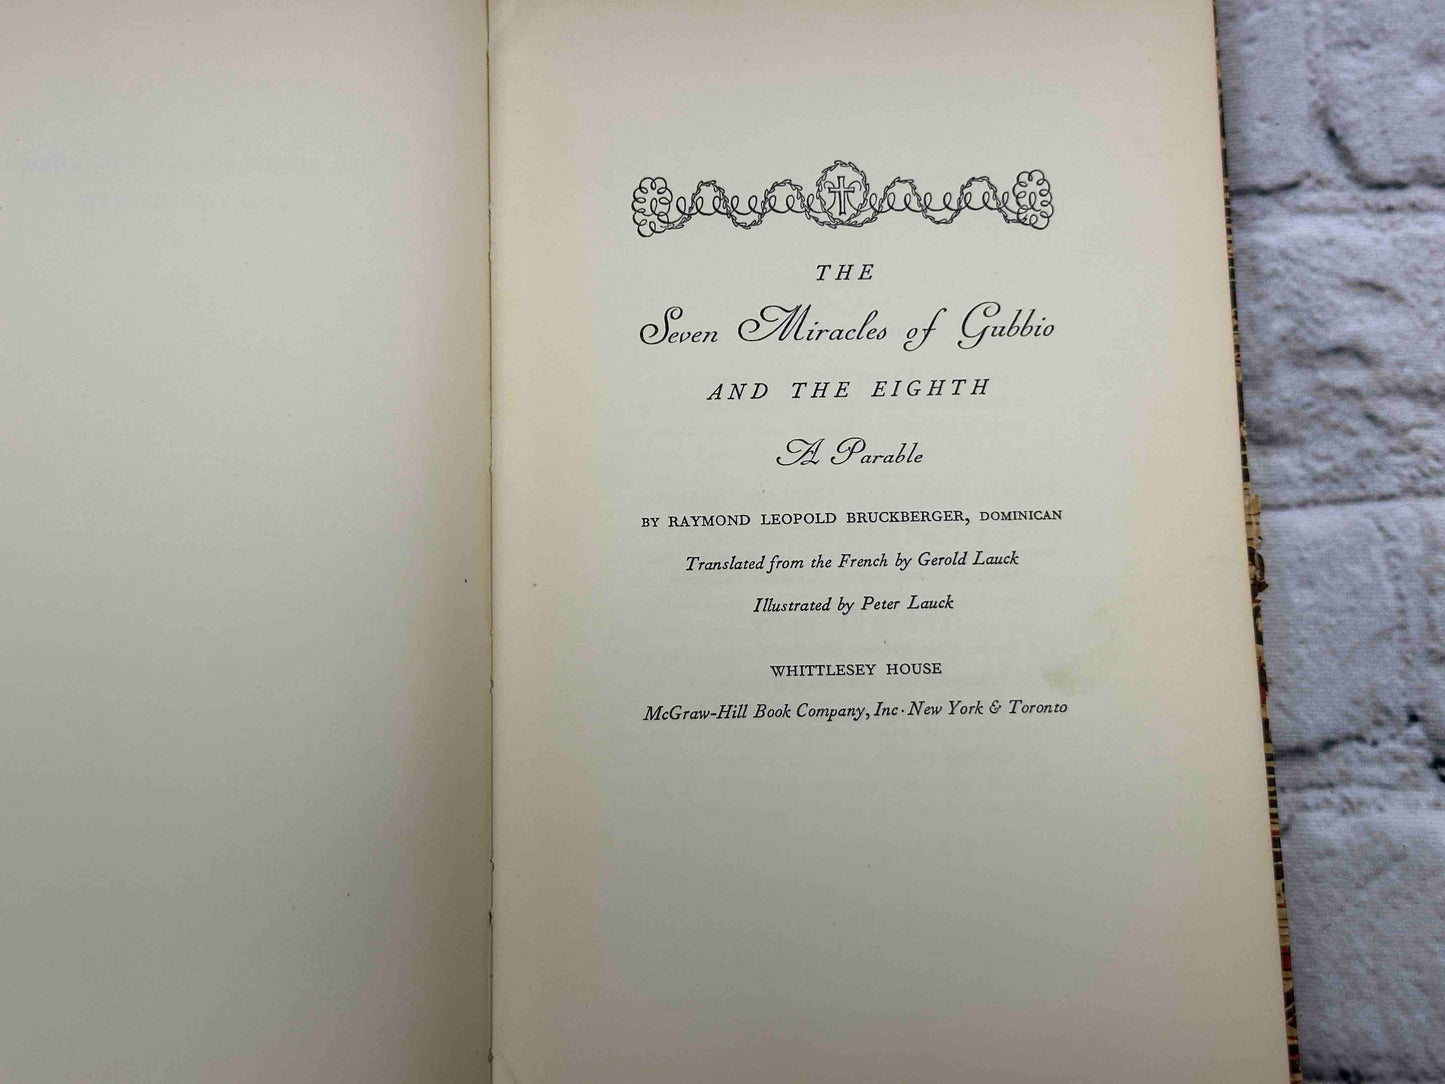 THE
Seven Miracles of Gubbio
AND THE EIGHTH
A Parable
BY RAYMOND LEOPOLD BRUCKBERGER, DOMINICAN
Translated from the French by Gerold Lauck
Illustrated by Peter Lauck
WHITTLESEY HOUSE
McGraw-Hill Book Company, Inc · New York & Toronto